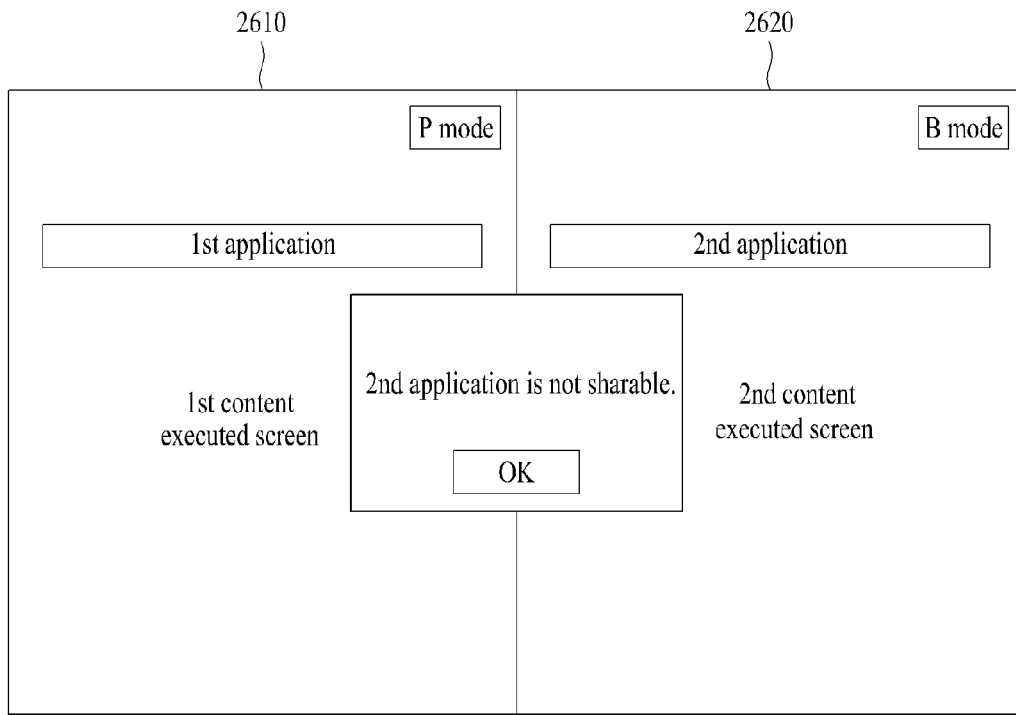 2610
2620
P mode
B mode
1st application
2nd application
2nd application is not sharable.
OK
1st content
executed screen
2nd content
executed screen